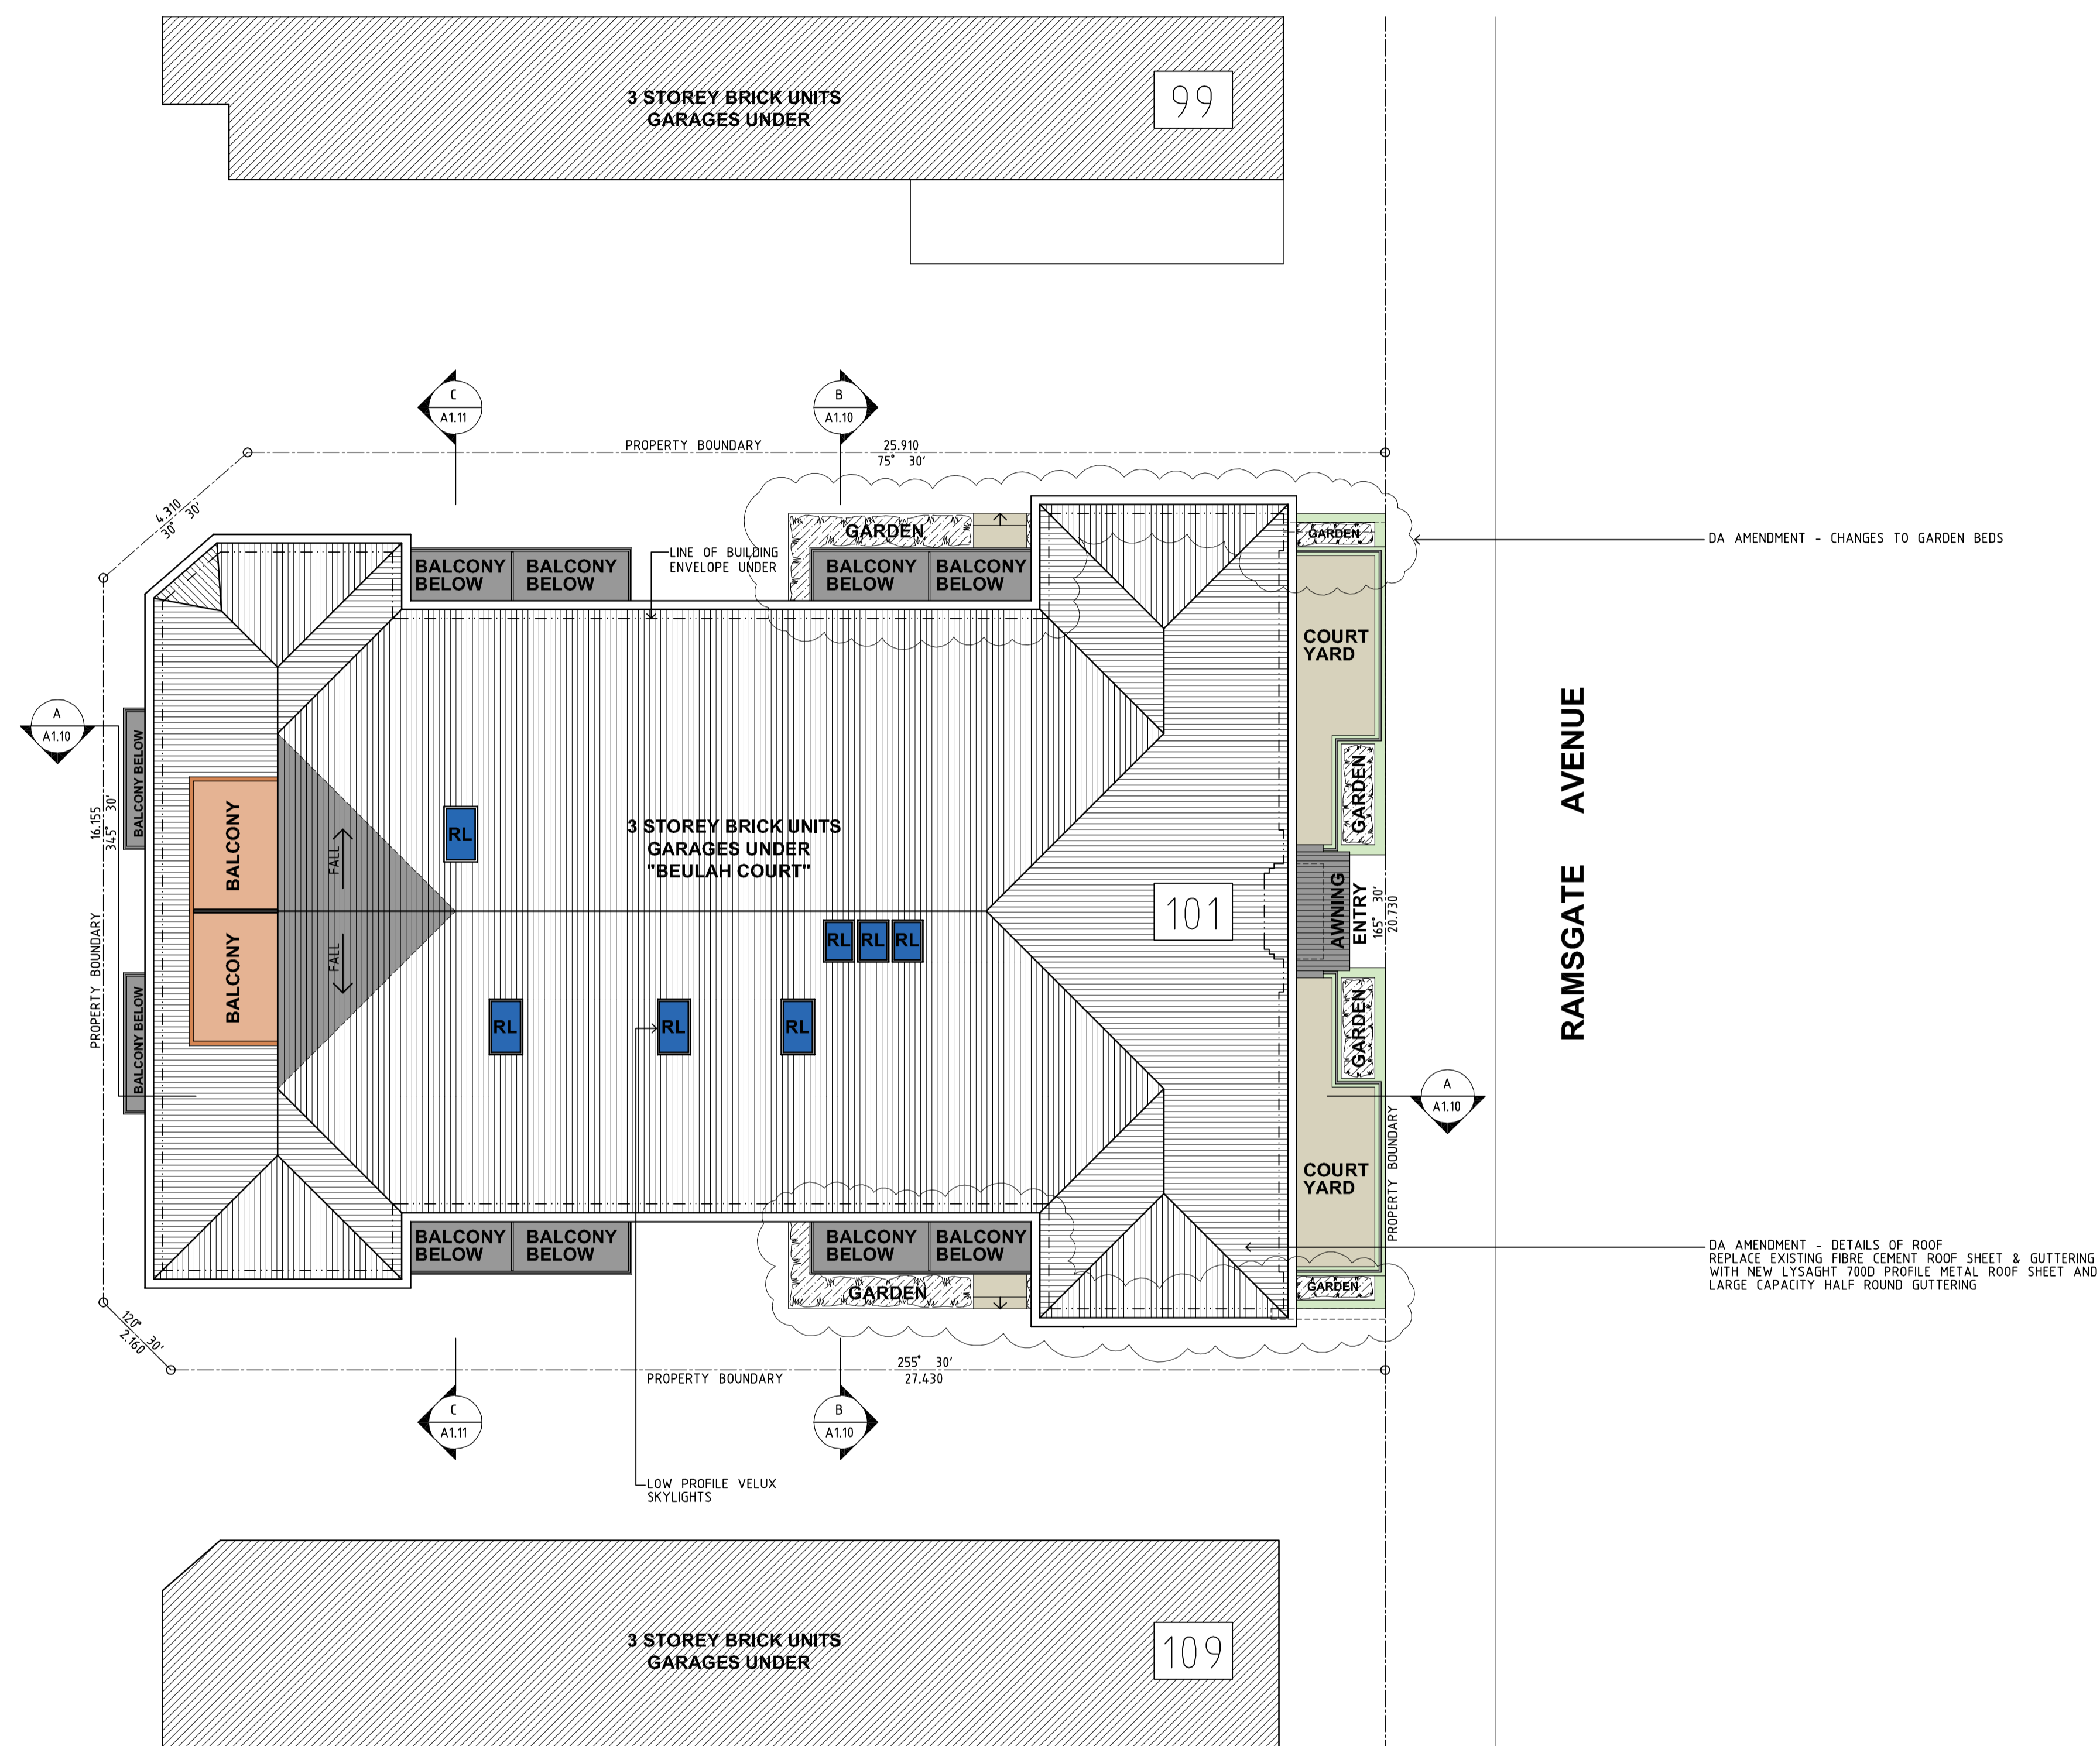 3 STOREY BRICK UNITS
GARAGES UNDER
99
C
A1.11
B
A1.10
PROPERTY BOUNDARY
25.910
75° 30'
4.310
30° 30'
GARDEN
GARDEN
DA AMENDMENT - CHANGES TO GARDEN BEDS
LINE OF BUILDING
ENVELOPE UNDER
BALCONY
BELOW
BALCONY
BELOW
BALCONY
BELOW
BALCONY
BELOW
COURT
YARD
A
A1.10
BALCONY BELOW
16.155
345° 30'
BALCONY
FALL
RL
3 STOREY BRICK UNITS
GARAGES UNDER
"BEULAH COURT"
GARDEN
RAMSGATE AVENUE
101
AWNING
ENTRY
165° 30'
20.730
PROPERTY BOUNDARY
BALCONY
FALL
RL
RL
RL
BALCONY BELOW
RL
RL
RL
GARDEN
A
A1.10
PROPERTY BOUNDARY
COURT
YARD
BALCONY
BELOW
BALCONY
BELOW
BALCONY
BELOW
BALCONY
BELOW
DA AMENDMENT - DETAILS OF ROOF
REPLACE EXISTING FIBRE CEMENT ROOF SHEET & GUTTERING
WITH NEW LYSAGHT 700D PROFILE METAL ROOF SHEET AND
LARGE CAPACITY HALF ROUND GUTTERING
GARDEN
GARDEN
120° 30'
2.160
255° 30'
PROPERTY BOUNDARY
27.430
C
A1.11
B
A1.10
LOW PROFILE VELUX
SKYLIGHTS
3 STOREY BRICK UNITS
GARAGES UNDER
109